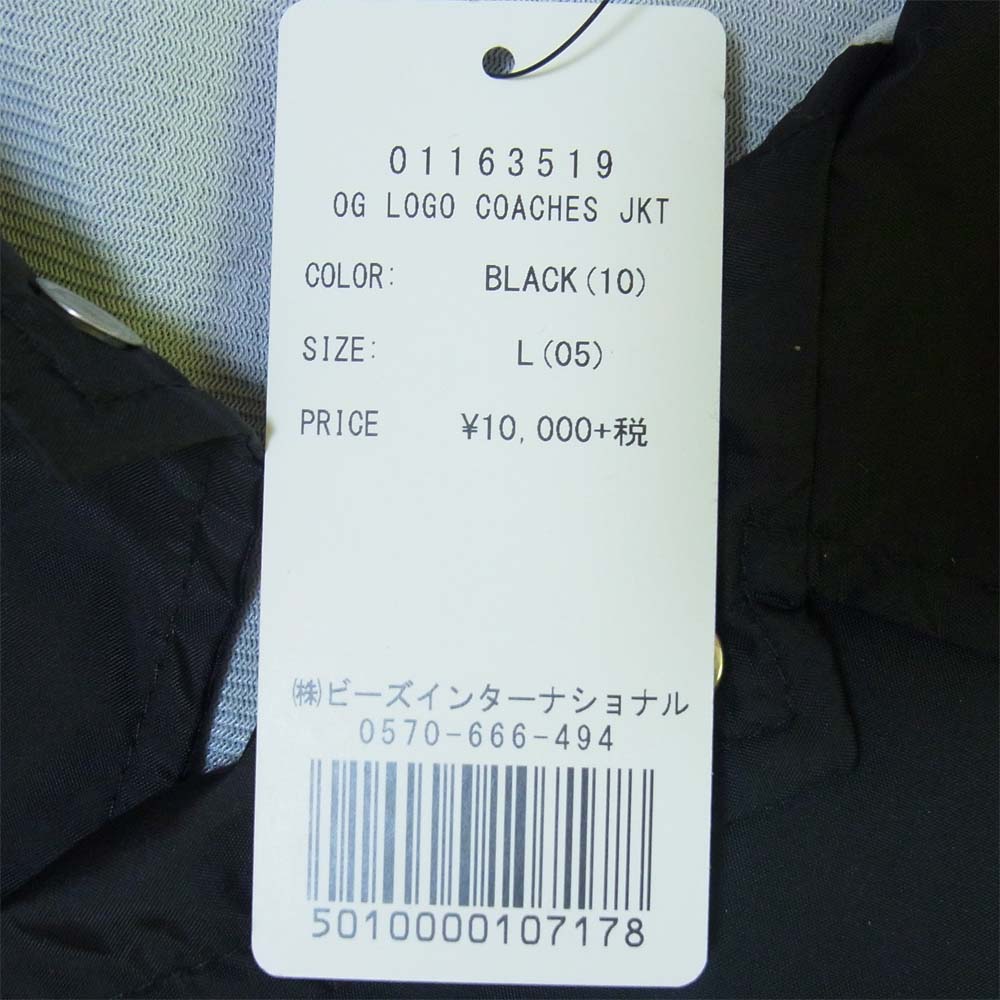 01163519
OG LOGO COACHES JKT
COLOR: BLACK(10)
SIZE: L(05)
PRICE ¥10,000+税
㈱ビーズインターナショナル
0570-666-494
5010000107178